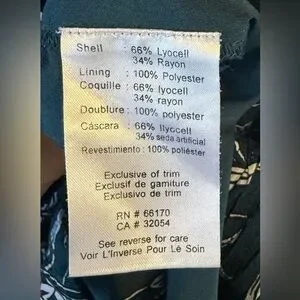 Shell : 66% Lyocell
34% Rayon
Lining : 100% Polyester
Coquille : 66% lyocell
34% rayon
Doublure : 100% polyester
Cáscara : 66% lIyocell
34% seda artificial
Revestimiento : 100% poliéster
Exclusive of trim
Exclusif de garniture
Exclusivo de trim
RN # 66170
CA # 32054
See reverse for care
Voir L'Inverse Pour Lé Soin